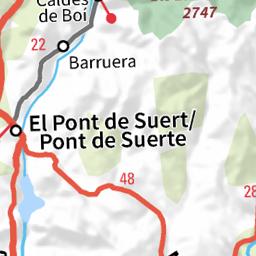 Caldes
de Boí
2747
22
Barruera
El Pont de Suert/
Pont de Suerte
48
28